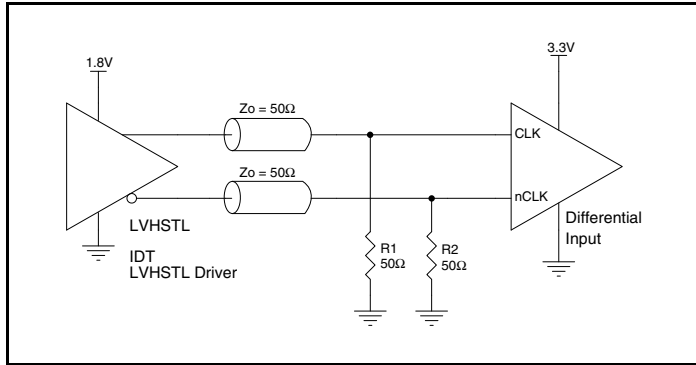 1.8V
3.3V
Zo = 50Ω
CLK
Zo = 50Ω
nCLK
LVHSTL
IDT
LVHSTL Driver
R1
50Ω
R2
50Ω
Differential
Input